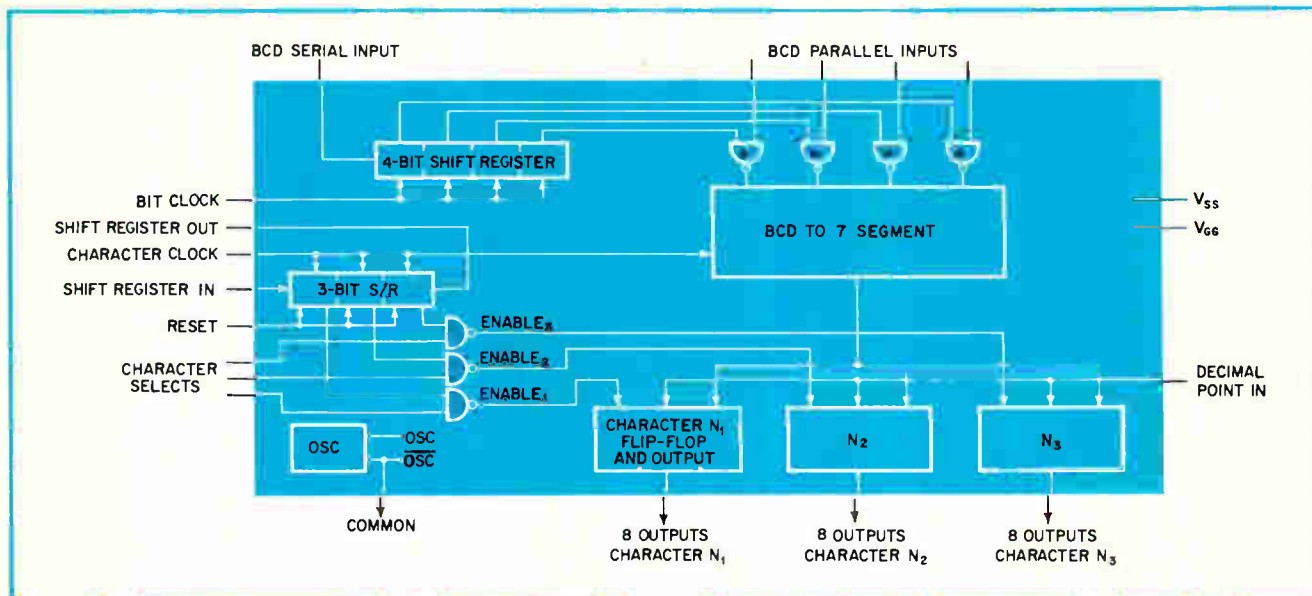 BCD SERIAL INPUT
BCD PARALLEL INPUTS
4-BIT SHIFT REGISTER
BIT CLOCK
SHIFT REGISTER OUT
CHARACTER CLOCK
SHIFT REGISTER IN
RESET
CHARACTER
SELECTS
3-BIT S/R
BCD TO 7 SEGMENT
VSS
VGG
ENABLE3
ENABLE2
ENABLE1
DECIMAL
POINT IN
OSC
OSC
OSC
CHARACTER N1
FLIP-FLOP
AND OUTPUT
N2
N3
COMMON
8 OUTPUTS
CHARACTER N1
8 OUTPUTS
CHARACTER N2
8 OUTPUTS
CHARACTER N3